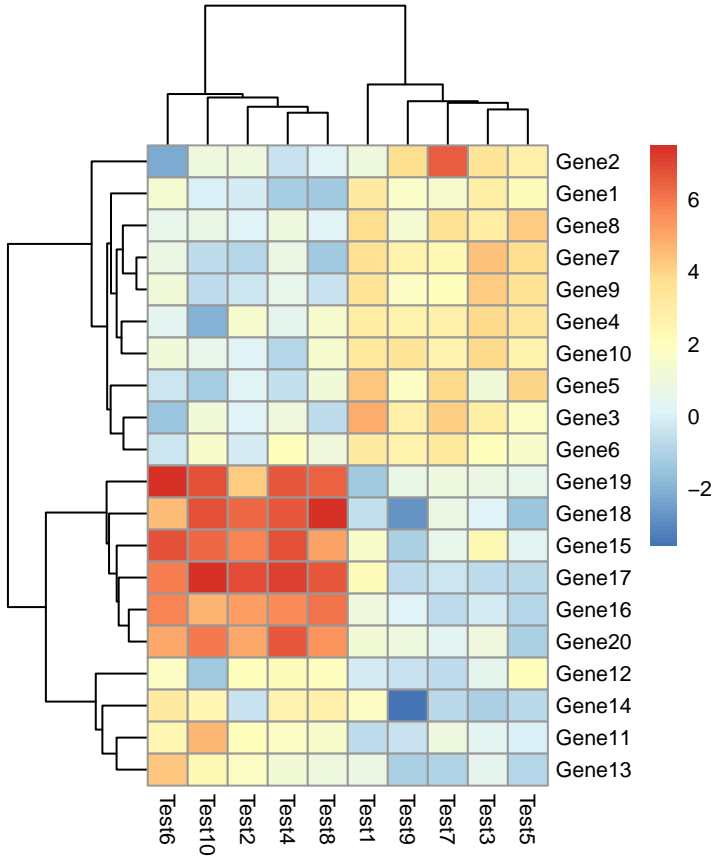 Gene2
Gene1
Gene8
Gene7
Gene9
Gene4
Gene10
Gene5
Gene3
Gene6
Gene19
Gene18
Gene15
Gene17
Gene16
Gene20
Gene12
Gene14
Gene11
Gene13
6
4
2
0
−2
Test6
Test10
Test2
Test4
Test8
Test1
Test9
Test7
Test3
Test5